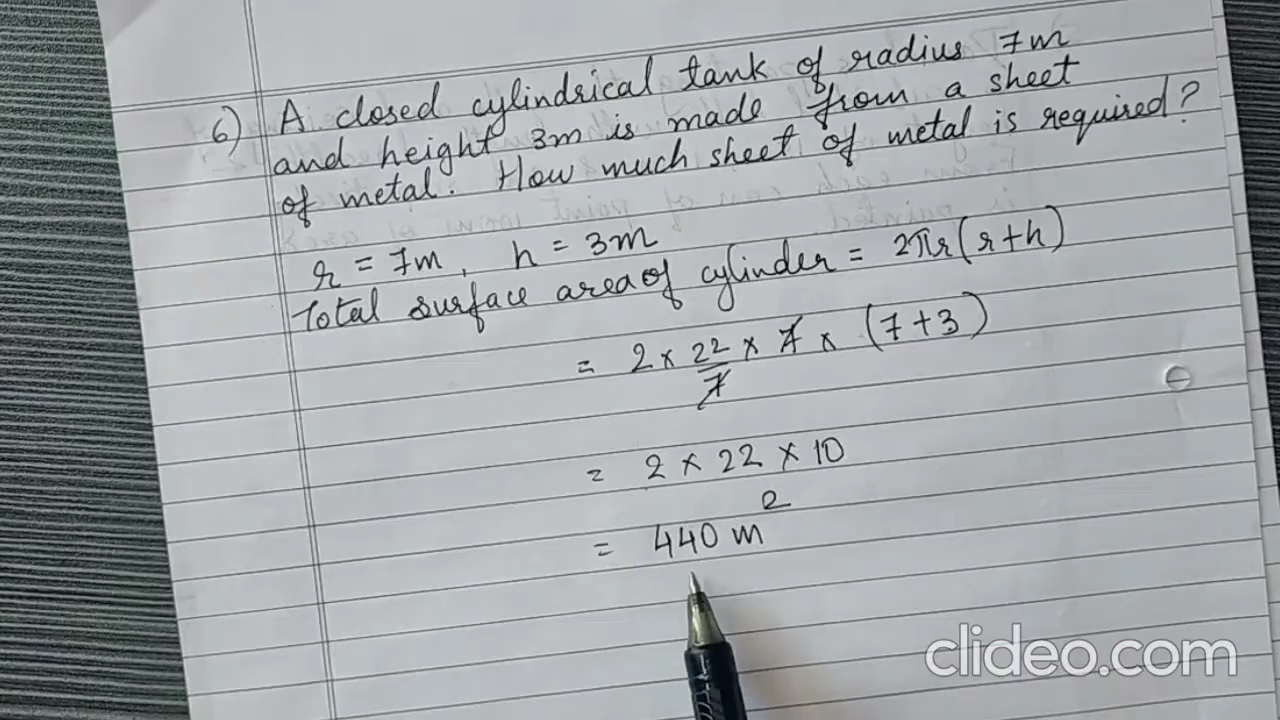 6) A closed cylindrical tank of radius 7m
and height 3m is made from a sheet
of metal. How much sheet of metal is required?
r = 7m, h = 3m
Total surface area of cylinder = 2πr(r+h)
= 2 × 22/7 × 7 × (7+3)
= 2 × 22 × 10
= 440 m²
clideo.com